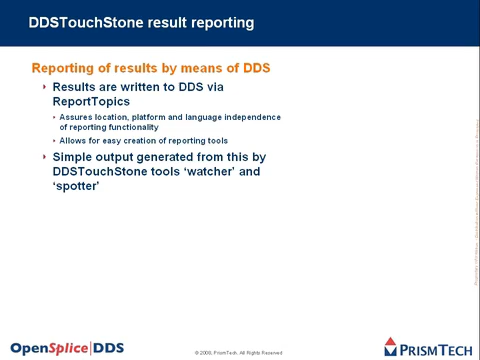 DDSTouchStone result reporting
Reporting of results by means of DDS
Results are written to DDS via
ReportTopics
Assures location, platform and language independence
of reporting functionality
Allows for easy creation of reporting tools
Simple output generated from this by
DDSTouchStone tools ‘watcher’ and
‘spotter’
OpenSplice|DDS
© 2008, PrismTech. All Rights Reserved
PRISMTECH